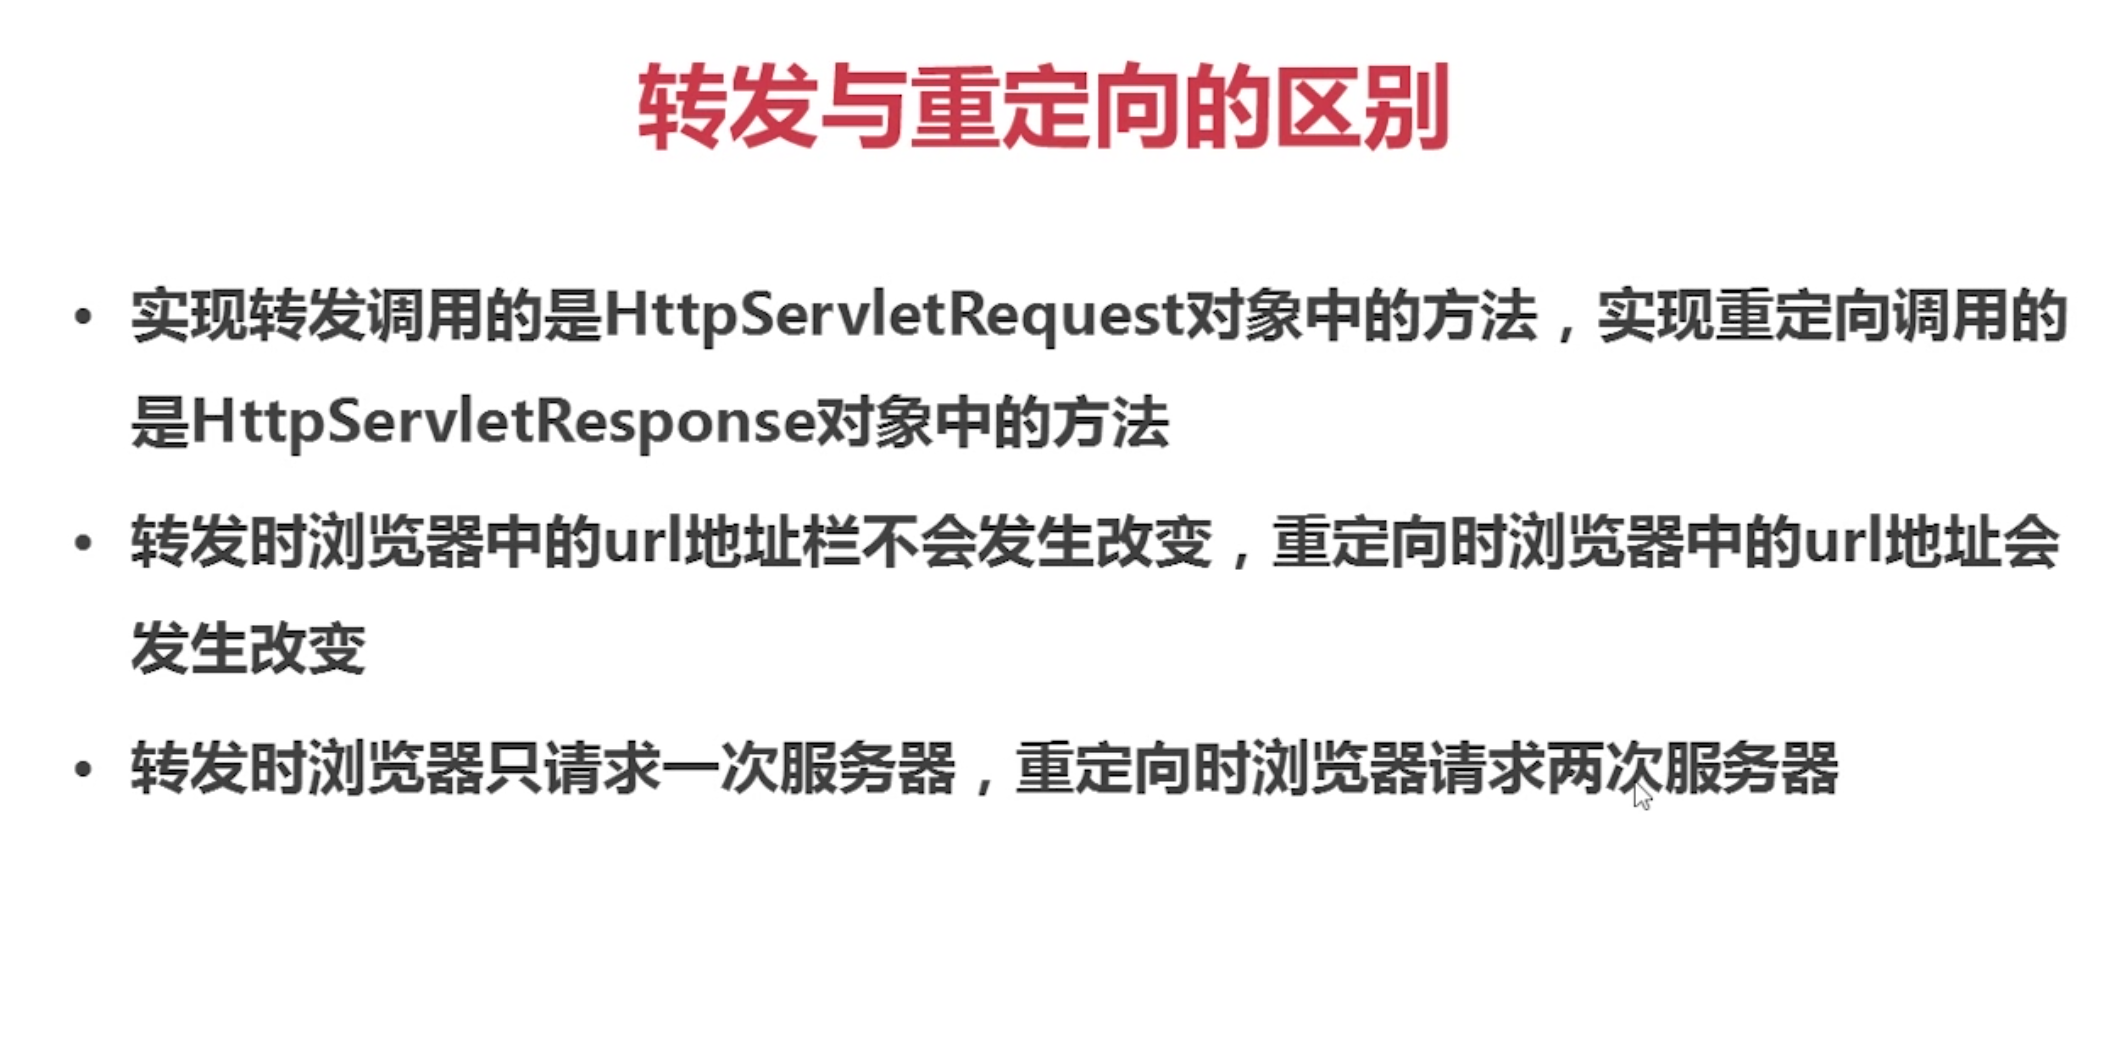 转发与重定向的区别
• 实现转发调用的是HttpServletRequest对象中的方法，实现重定向调用的
是HttpServletResponse对象中的方法
• 转发时浏览器中的url地址栏不会发生改变，重定向时浏览器中的url地址会
发生改变
• 转发时浏览器只请求一次服务器，重定向时浏览器请求两次服务器